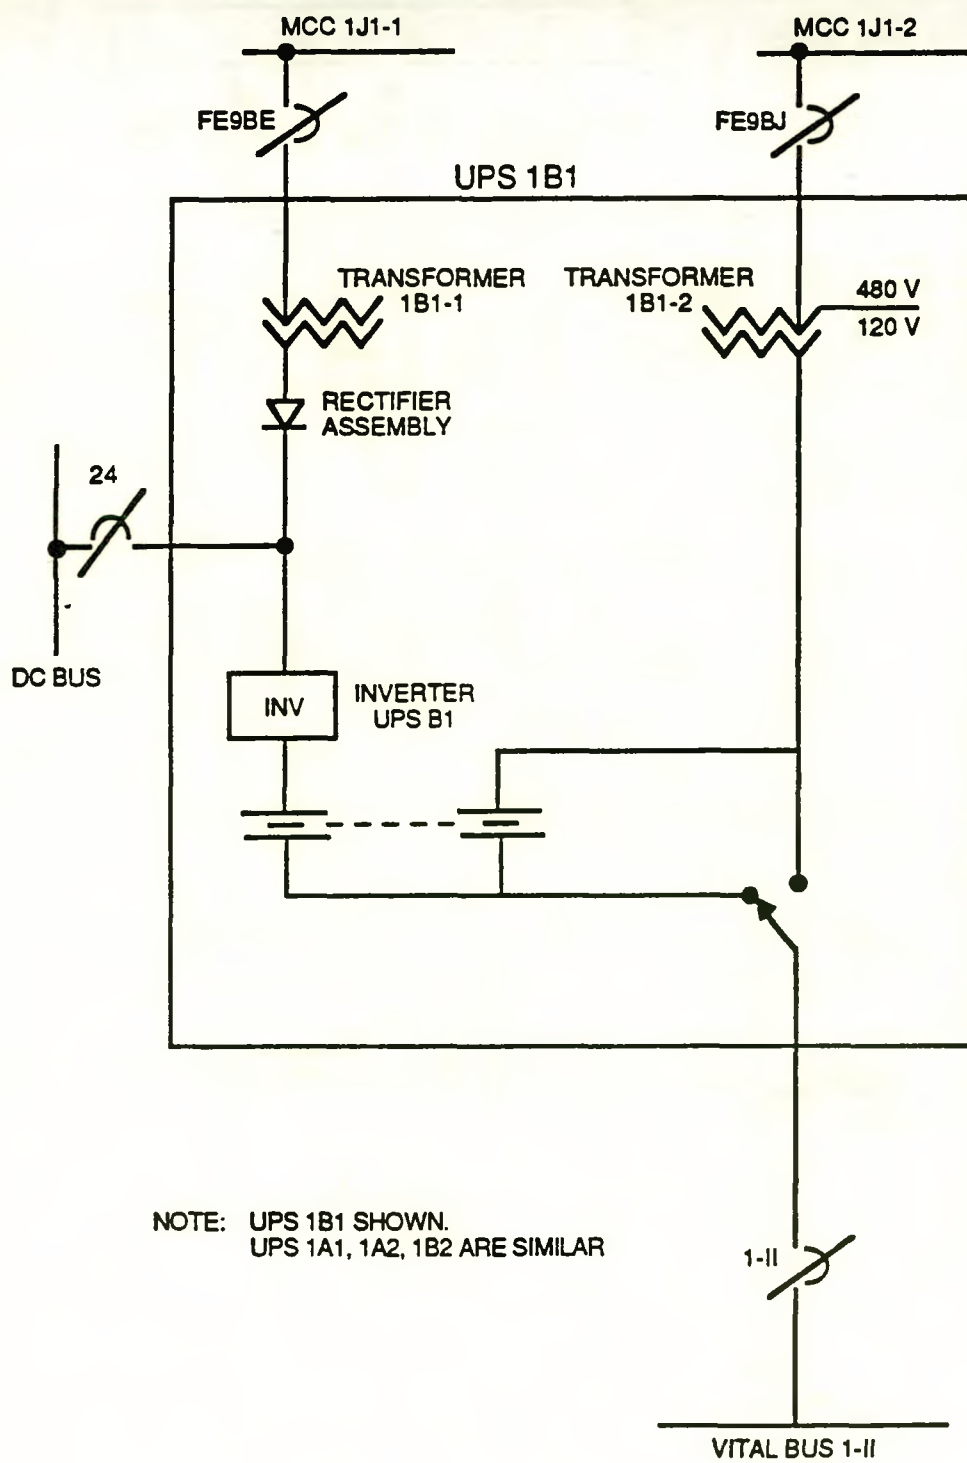 MCC 1J1-1
MCC 1J1-2
FE9BE
FE9BJ
UPS 1B1
TRANSFORMER
1B1-1
TRANSFORMER
1B1-2
480 V
120 V
RECTIFIER
ASSEMBLY
24
DC BUS
INV
INVERTER
UPS B1
NOTE: UPS 1B1 SHOWN.
UPS 1A1, 1A2, 1B2 ARE SIMILAR
1-II
VITAL BUS 1-II